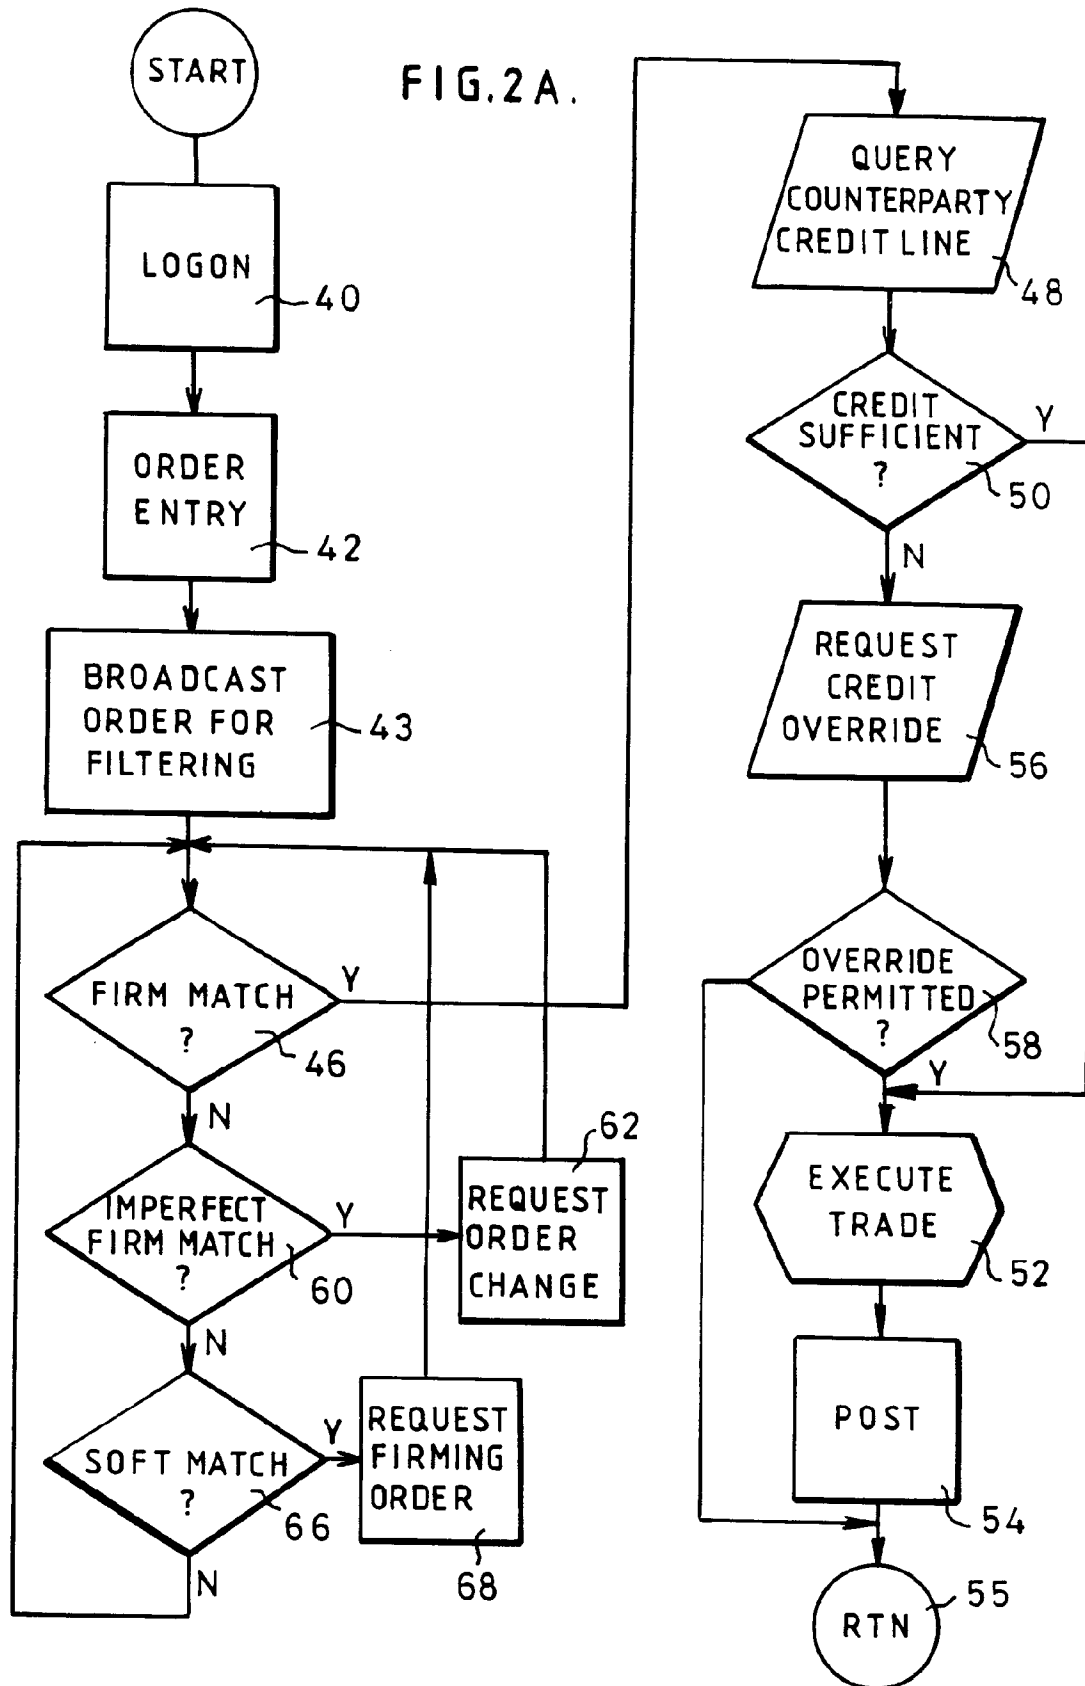 START
FIG.2A.
LOGON
40
ORDER
ENTRY
42
BROADCAST
ORDER FOR
FILTERING
43
FIRM MATCH
?
46
Y
N
IMPERFECT
FIRM MATCH
?
60
Y
N
62
REQUEST
ORDER
CHANGE
SOFT MATCH
?
66
Y
N
REQUEST
FIRMING
ORDER
68
QUERY
COUNTERPARTY
CREDIT LINE
48
CREDIT
SUFFICIENT
?
50
Y
N
REQUEST
CREDIT
OVERRIDE
56
OVERRIDE
PERMITTED
?
58
Y
EXECUTE
TRADE
52
POST
54
RTN
55